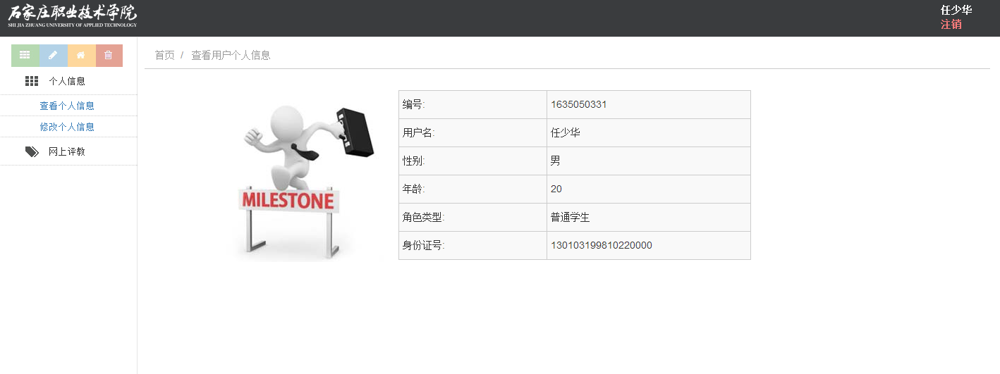 石家庄职业技术学院
SHI JIA ZHUANG UNIVERSITY OF APPLIED TECHNOLOGY
任少华
注销
个人信息
查看个人信息
修改个人信息
网上评教
首页 / 查看用户个人信息
MILESTONE
编号: 1635050331
用户名: 任少华
性别: 男
年龄: 20
角色类型: 普通学生
身份证号: 130103199810220000